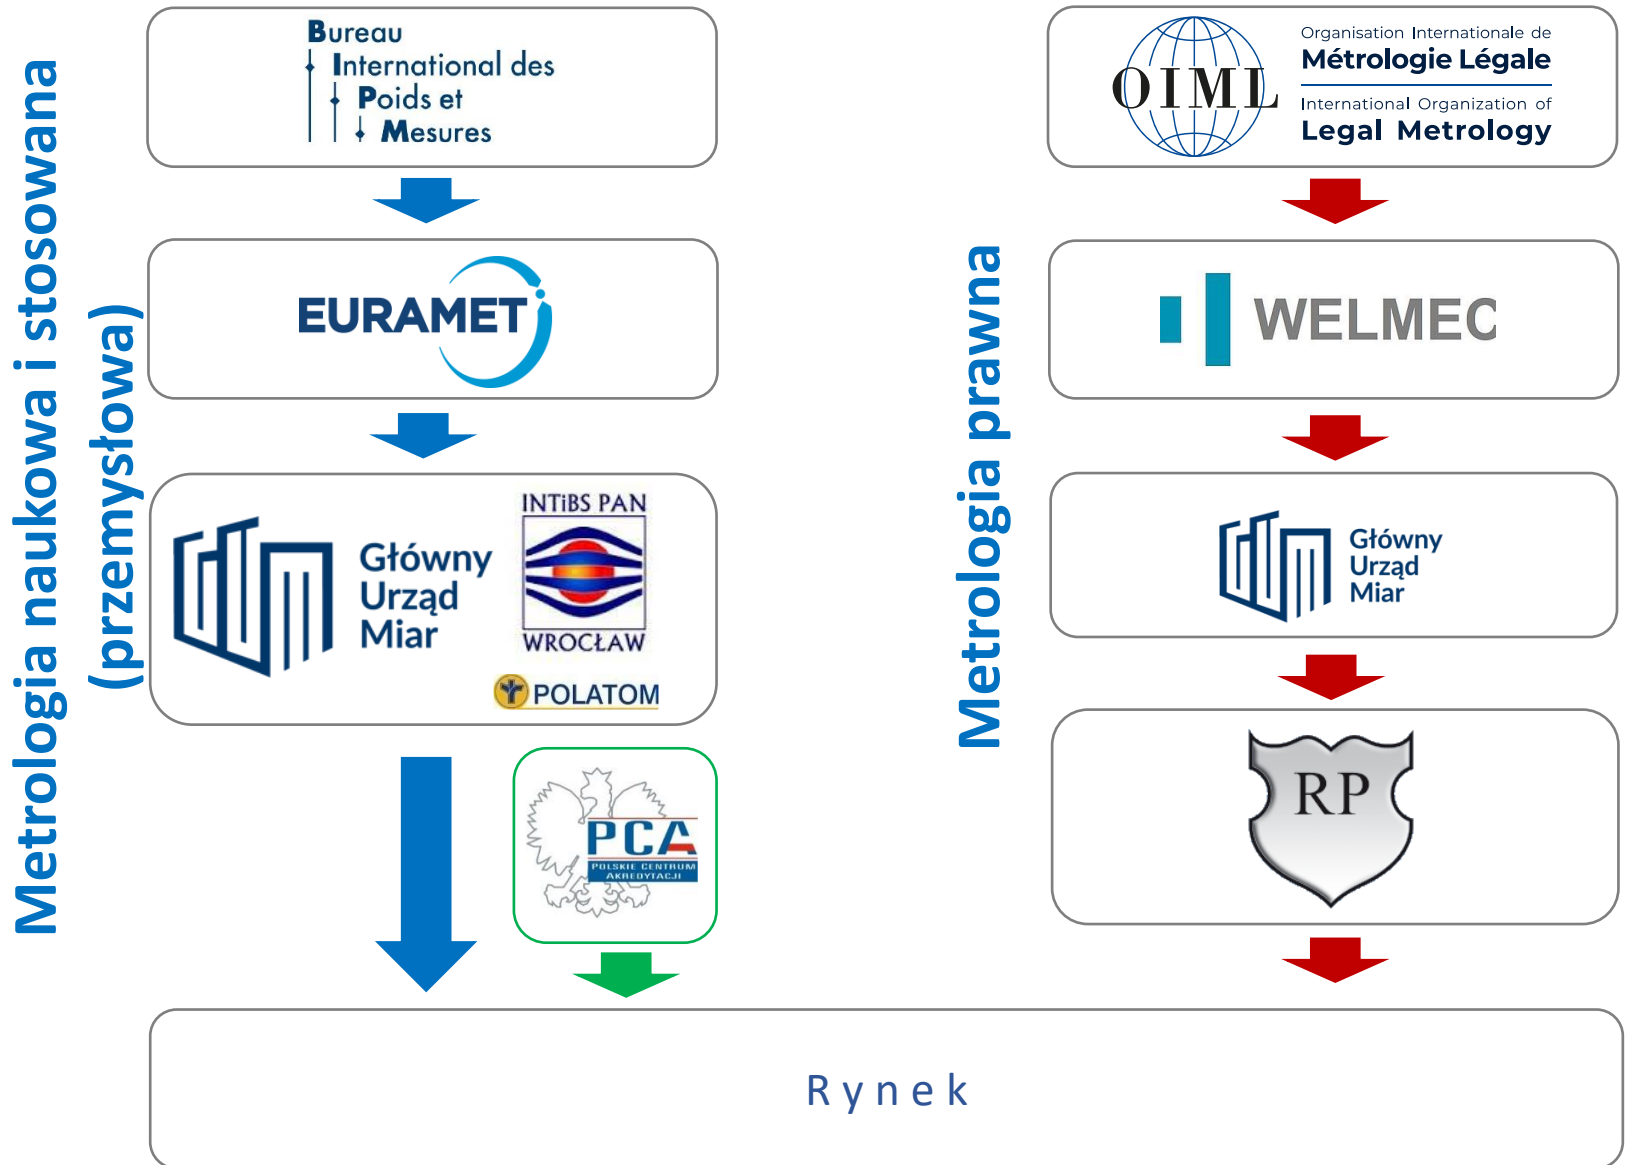 Metrologia naukowa i stosowana
(przemysłowa)
Bureau
International des
Poids et
Mesures
EURAMET
Główny
Urząd
Miar
INTiBS PAN
WROCŁAW
POLATOM
PCA
POLSKIE CENTRUM
AKREDYTACJI
Metrologia prawna
OIML
Organisation Internationale de
Métrologie Légale
International Organization of
Legal Metrology
WELMEC
Główny
Urząd
Miar
RP
Rynek